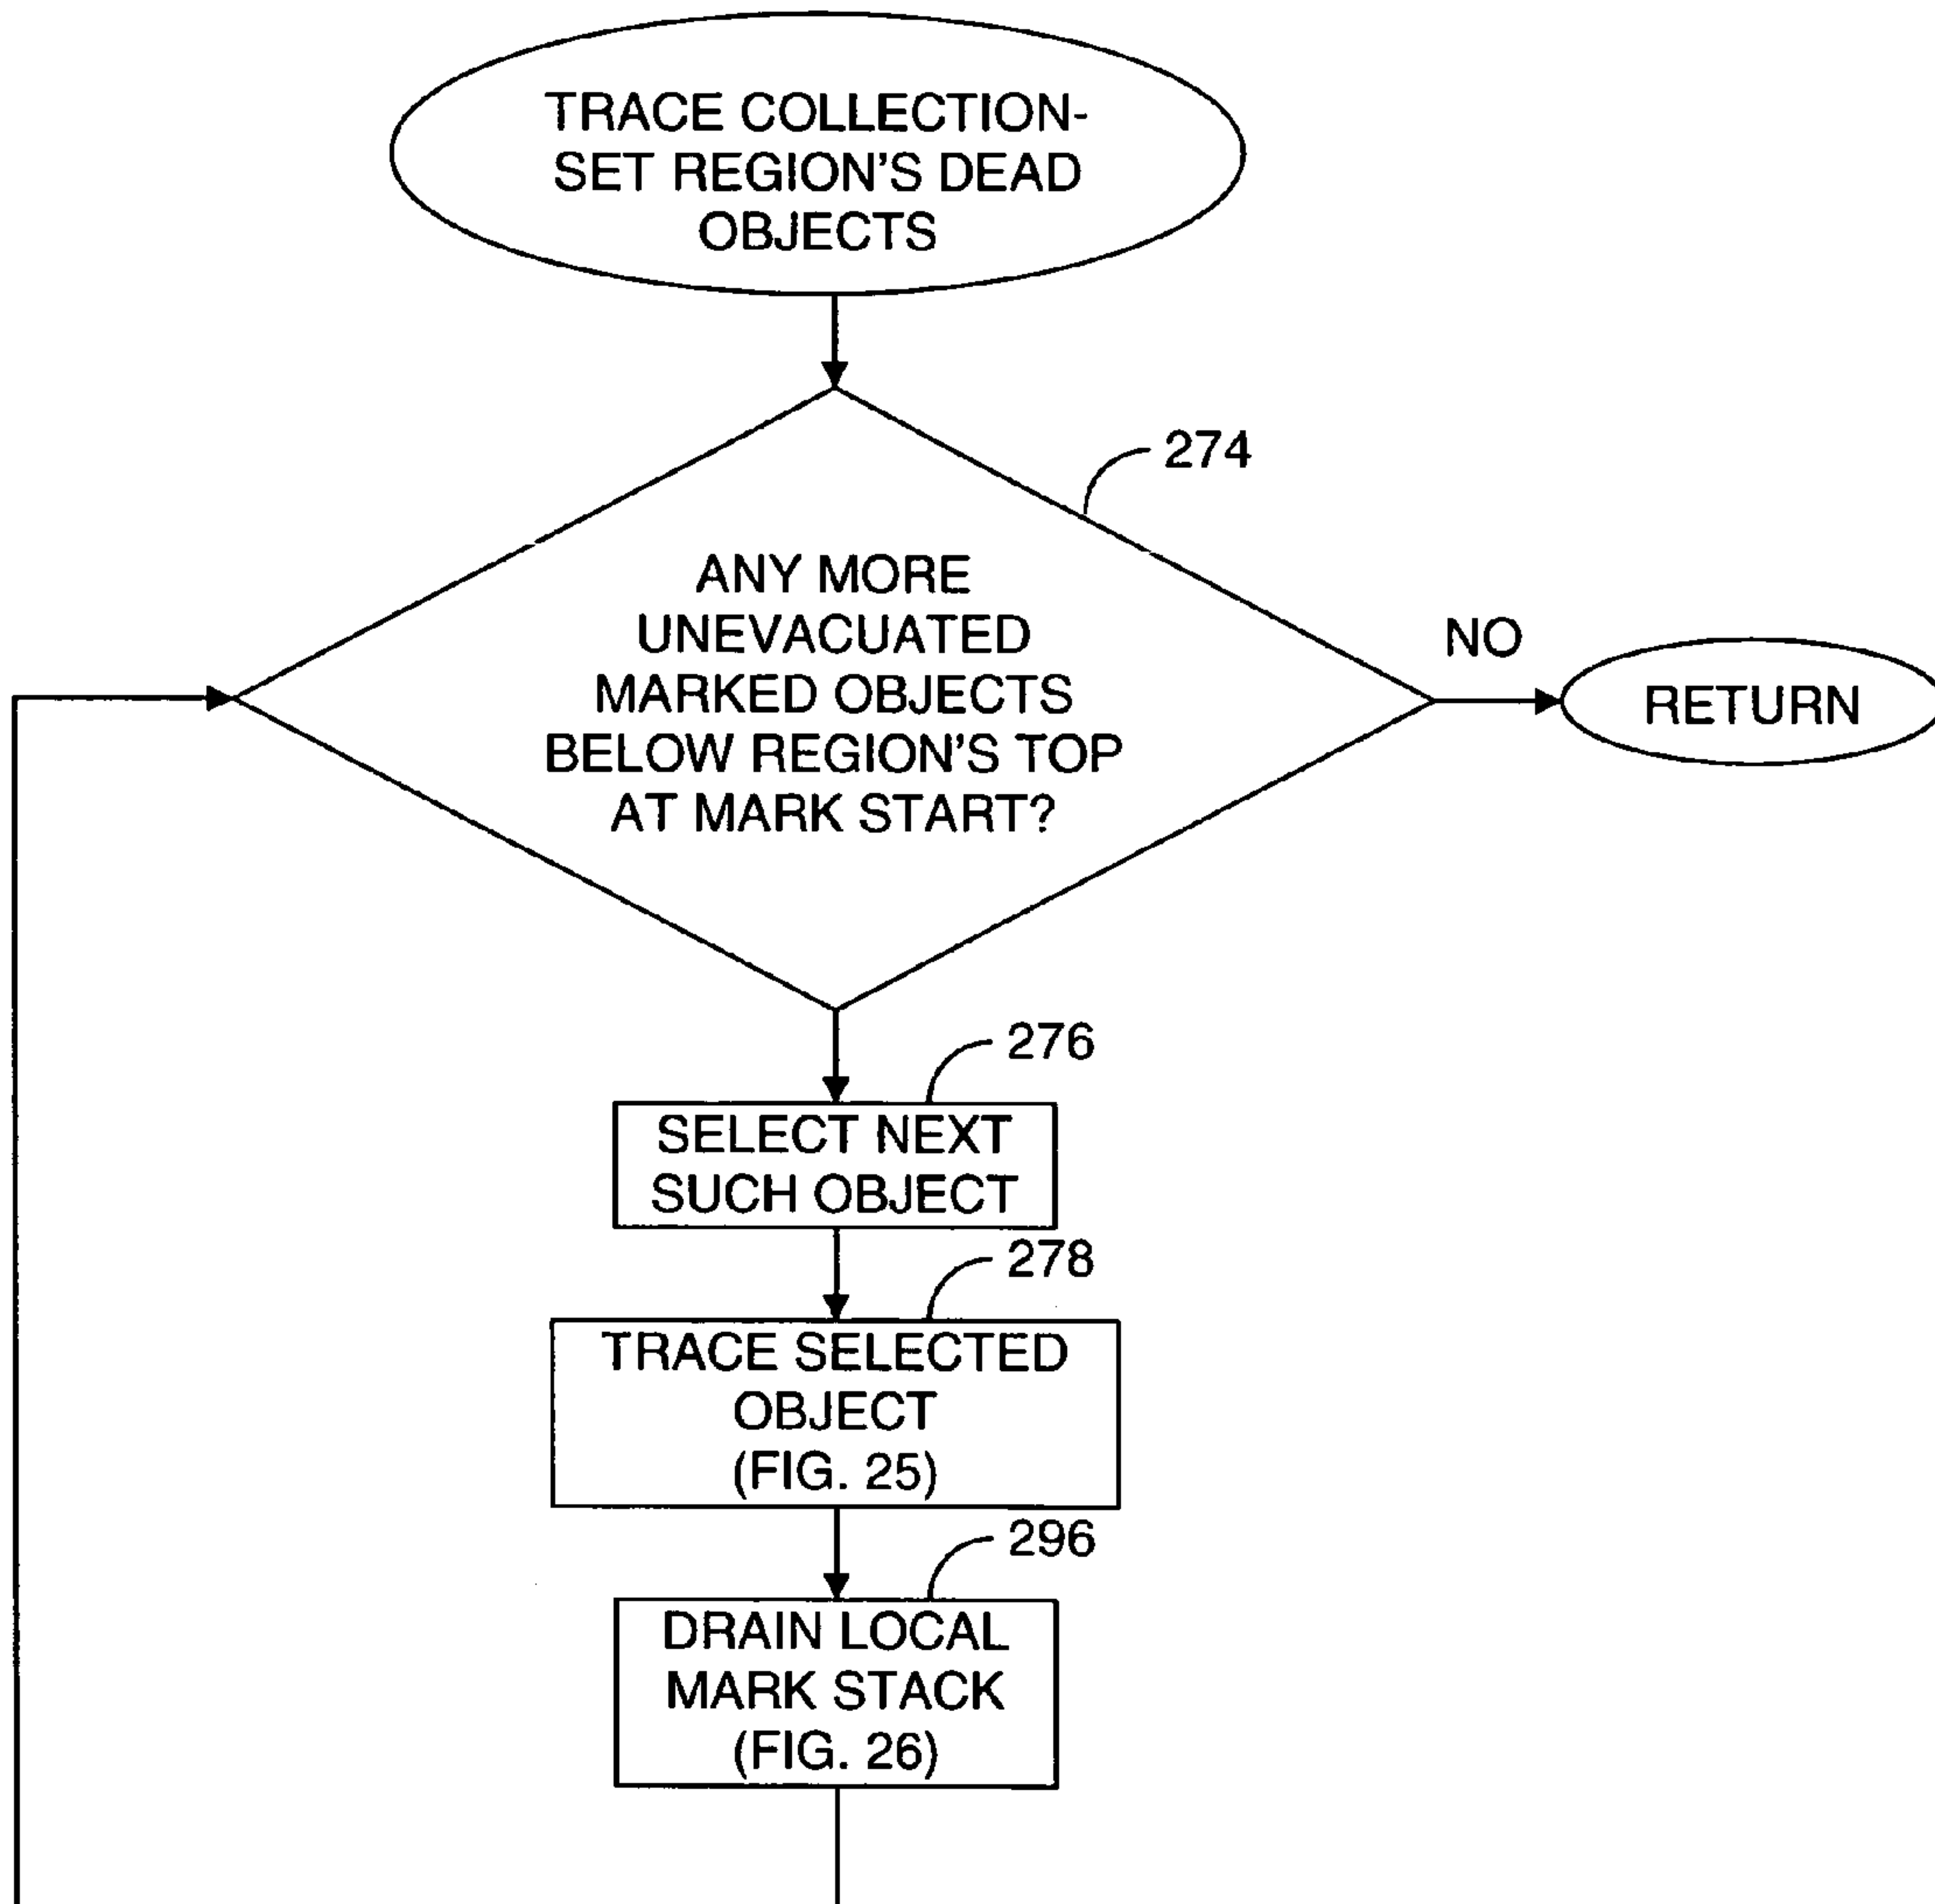 TRACE COLLECTION-
SET REGION'S DEAD
OBJECTS
274
ANY MORE
UNEVACUATED
MARKED OBJECTS
BELOW REGION'S TOP
AT MARK START?
NO
RETURN
276
SELECT NEXT
SUCH OBJECT
278
TRACE SELECTED
OBJECT
(FIG. 25)
296
DRAIN LOCAL
MARK STACK
(FIG. 26)